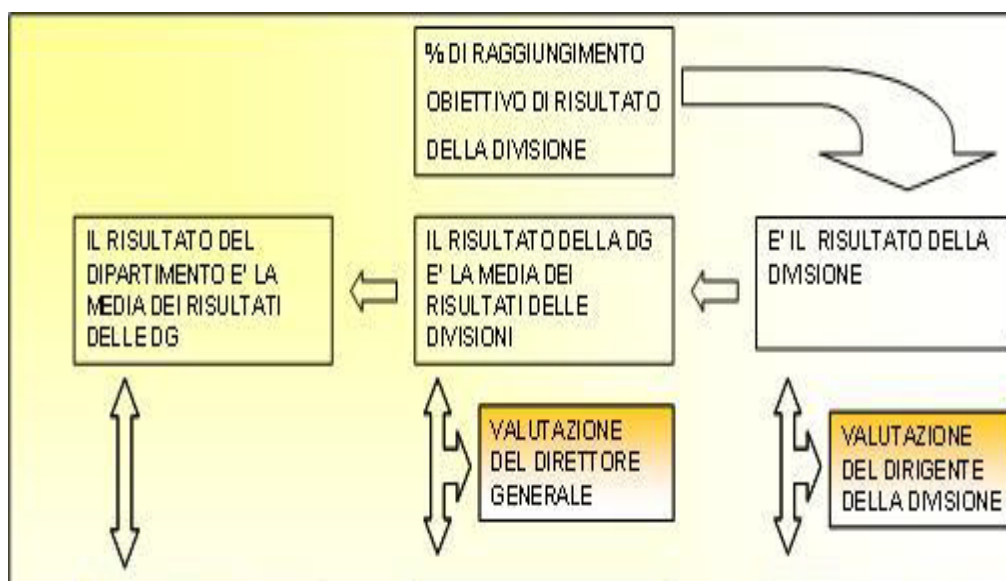 % DI RAGGIUNGIMENTO
OBIETTIVO DI RISULTATO
DELLA DIVISIONE
IL RISULTATO DEL
DIPARTIMENTO E' LA
MEDIA DEI RISULTATI
DELLE DG
IL RISULTATO DELLA DG
E' LA MEDIA DEI
RISULTATI DELLE
DIVISIONI
E' IL RISULTATO DELLA
DIVISIONE
VALUTAZIONE
DEL DIRETTORE
GENERALE
VALUTAZIONE
DEL DIRIGENTE
DELLA DIVISIONE